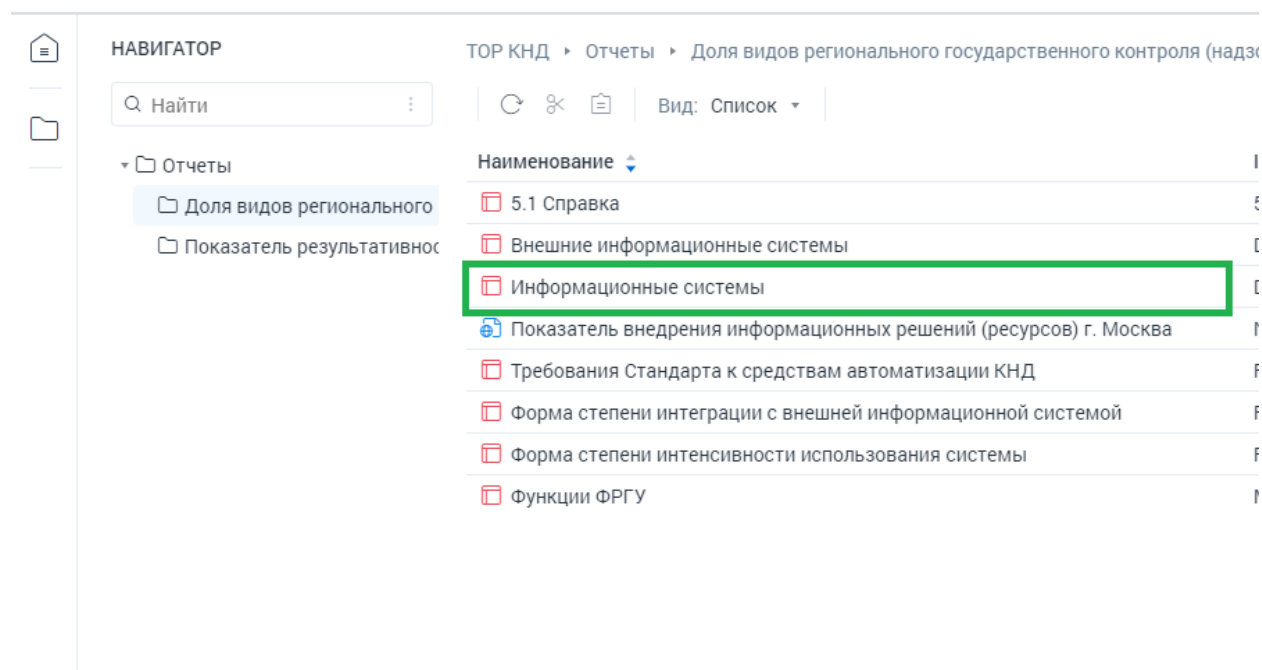 НАВИГАТОР
Найти
Отчеты
Доля видов регионального
Показатель результативнос
ТОР КНД ▸ Отчеты ▸ Доля видов регионального государственного контроля (надзо
Вид: Список
Наименование
5.1 Справка
Внешние информационные системы
Информационные системы
Показатель внедрения информационных решений (ресурсов) г. Москва
Требования Стандарта к средствам автоматизации КНД
Форма степени интеграции с внешней информационной системой
Форма степени интенсивности использования системы
Функции ФРГУ